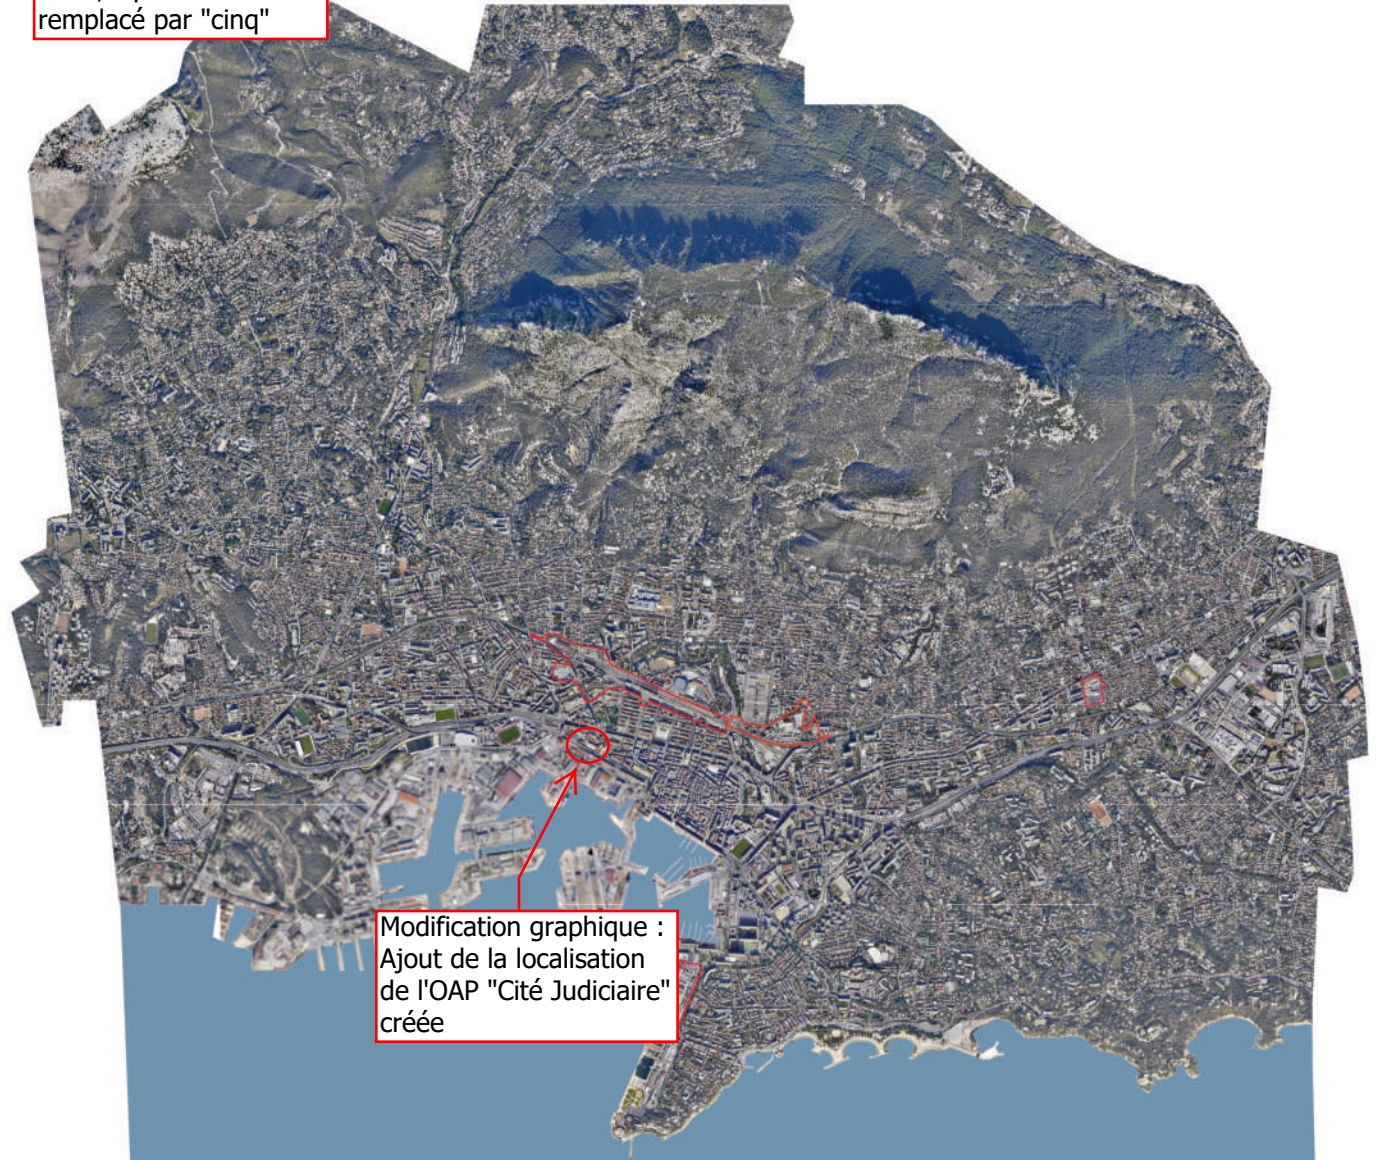 remplacé par "cinq"
Modification graphique :
Ajout de la localisation
de l'OAP "Cité Judiciaire"
créée